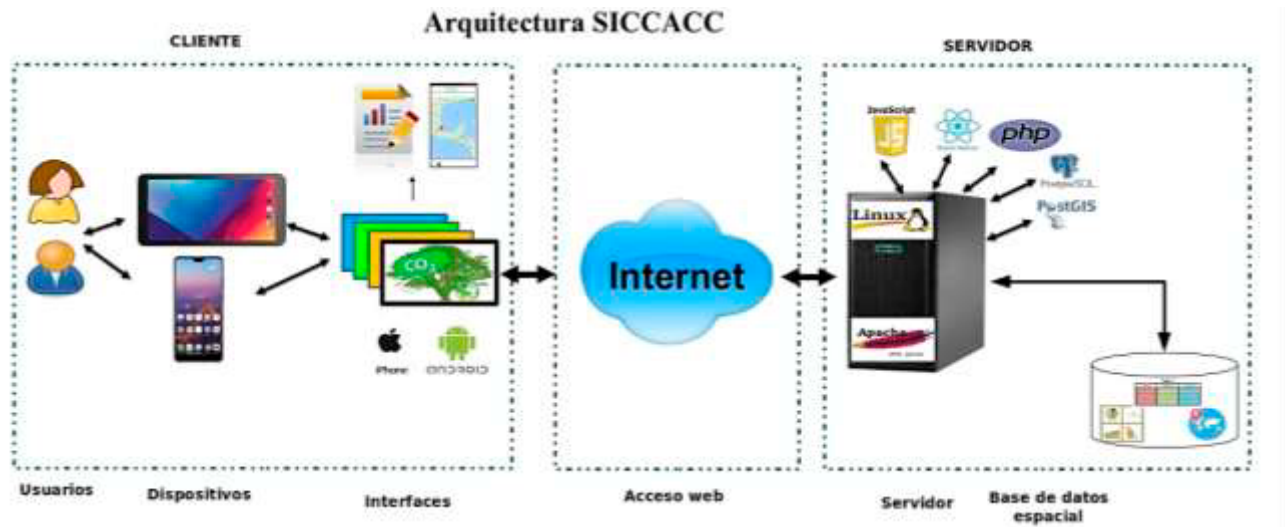 Arquitectura SICCACC
CLIENTE
SERVIDOR
JavaScript
JS
php
PostgreSQL
PostGIS
Linux
CO2
Internet
Apache
iPhone
ANDROID
Usuarios
Dispositivos
Interfaces
Acceso web
Servidor
Base de datos
espacial